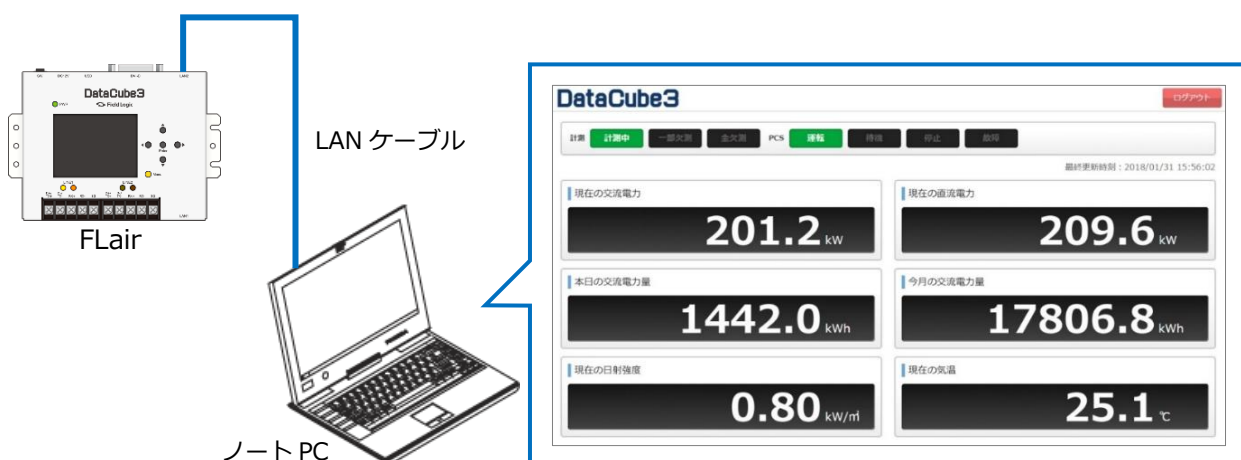 DataCube3
Field Logic
LAN ケーブル
FLair
ノート PC
DataCube3
ログアウト
計測 計測中 一部欠測 全欠測 PCS 運転 待機 停止 故障
最終更新時刻 : 2018/01/31 15:56:02
現在の交流電力
201.2 kW
現在の直流電力
209.6 kW
本日の交流電力量
1442.0 kWh
今月の交流電力量
17806.8 kWh
現在の日射強度
0.80 kW/㎡
現在の気温
25.1 ℃